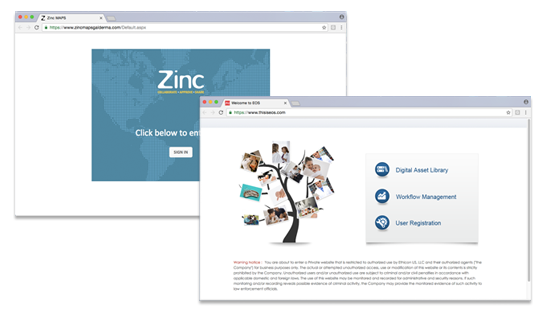 Zinc MAPS
https://www.zincmapsgalderma.com/Default.aspx
Zinc
Click below to ent
SIGN IN
Welcome to EOS
https://www.thisiseos.com
Digital Asset Library
Workflow Management
User Registration
Warning Notice - You are about to enter a Private website that is restricted to authorized use by Ethicon US, LLC and their authorized agents ("The
Company") for business purposes only. The actual or attempted unauthorized access, use or modification of this website or its contents is strictly
prohibited by the Company. Unauthorized users and/or unauthorized use are subject to criminal and/or civil penalties in accordance with
applicable domestic and foreign laws. The use of this website may be monitored and recorded for administrative and security reasons. If such
monitoring and/or recording reveals possible evidence of criminal activity, the Company may provide the monitored evidence of such activity to
law enforcement officials.